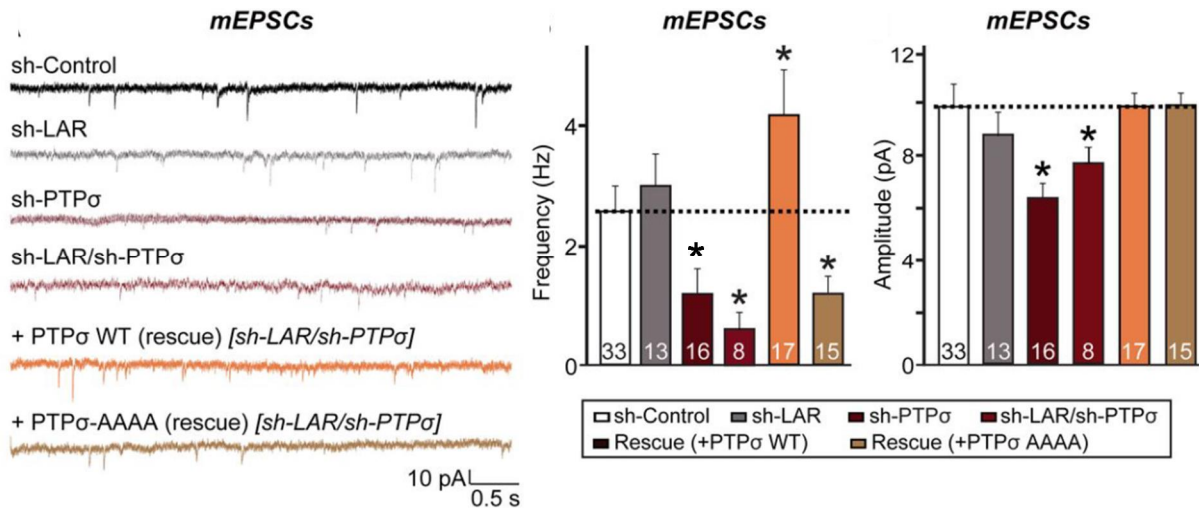 mEPSCs
sh-Control
sh-LAR
sh-PTPσ
sh-LAR/sh-PTPσ
+ PTPσ WT (rescue) [sh-LAR/sh-PTPσ]
+ PTPσ-AAAA (rescue) [sh-LAR/sh-PTPσ]
10 pA
0.5 s
mEPSCs
Frequency (Hz)
4
2
0
* * * *
33 13 16 8 17 15
mEPSCs
Amplitude (pA)
12
8
4
0
* *
33 13 16 8 17 15
sh-Control sh-LAR sh-PTPσ sh-LAR/sh-PTPσ
Rescue (+PTPσ WT) Rescue (+PTPσ AAAA)